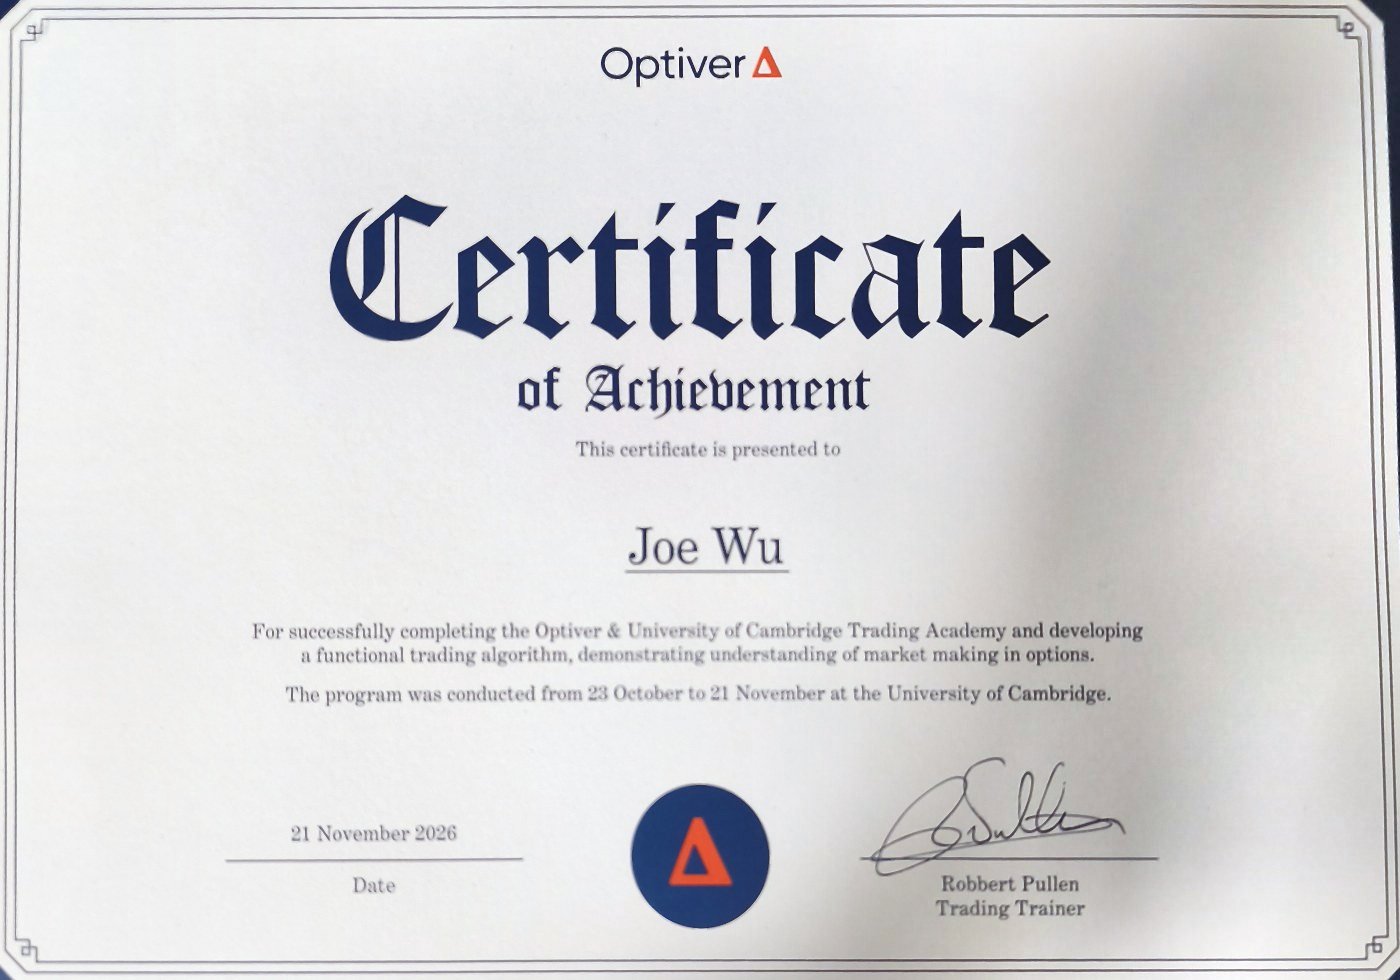 Optiver
Certificate
of Achievement
This certificate is presented to
Joe Wu
For successfully completing the Optiver & University of Cambridge Trading Academy and developing
a functional trading algorithm, demonstrating understanding of market making in options.
The program was conducted from 23 October to 21 November at the University of Cambridge.
21 November 2026
Date
Robbert Pullen
Trading Trainer